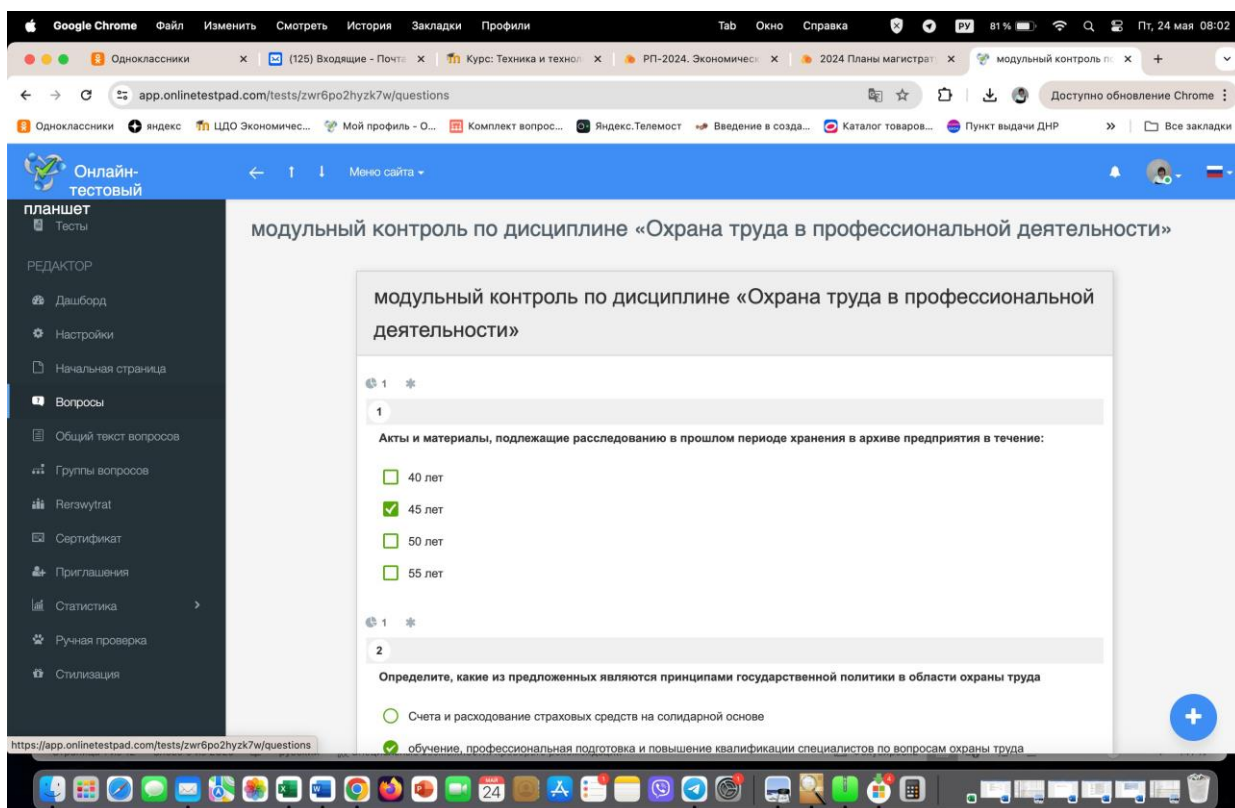 Google Chrome Файл Изменить Смотреть История Закладки Профили Tab Окно Справка РУ 81 % Пт, 24 мая 08:02
Одноклассники (125) Входящие - Почта Курс: Техника и технол РП-2024. Экономическ 2024 Планы магистрат модульный контроль по
app.onlinetestpad.com/tests/zwr6po2hyzk7w/questions Доступно обновление Chrome
Одноклассники яндекс ЦДО Экономичес... Мой профиль - О... Комплект вопрос... Яндекс.Телемост Введение в созда... Каталог товаров... Пункт выдачи ДНР » Все закладки
Онлайн-
тестовый
планшет
Меню сайта
Тесты
РЕДАКТОР
Дашборд
Настройки
Начальная страница
Вопросы
Общий текст вопросов
Группы вопросов
Rerawytrat
Сертификат
Приглашения
Статистика
Ручная проверка
Стилизация
https://app.onlinetestpad.com/tests/zwr6po2hyzk7w/questions
модульный контроль по дисциплине «Охрана труда в профессиональной деятельности»
модульный контроль по дисциплине «Охрана труда в профессиональной
деятельности»
1
1
Акты и материалы, подлежащие расследованию в прошлом периоде хранения в архиве предприятия в течение:
40 лет
45 лет
50 лет
55 лет
1
2
Определите, какие из предложенных являются принципами государственной политики в области охраны труда
Счета и расходование страховых средств на солидарной основе
обучение, профессиональная подготовка и повышение квалификации специалистов по вопросам охраны труда
МАЯ
24